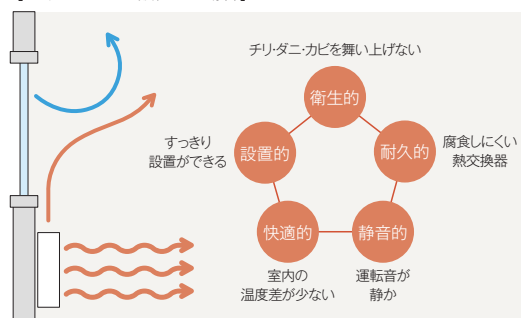 チリ・ダニ・カビを舞い上げない
衛生的
すっきり
設置ができる
設置的
耐久的
腐食しにくい
熱交換器
快適的
静音的
室内の
温度差が少ない
運転音が
静か